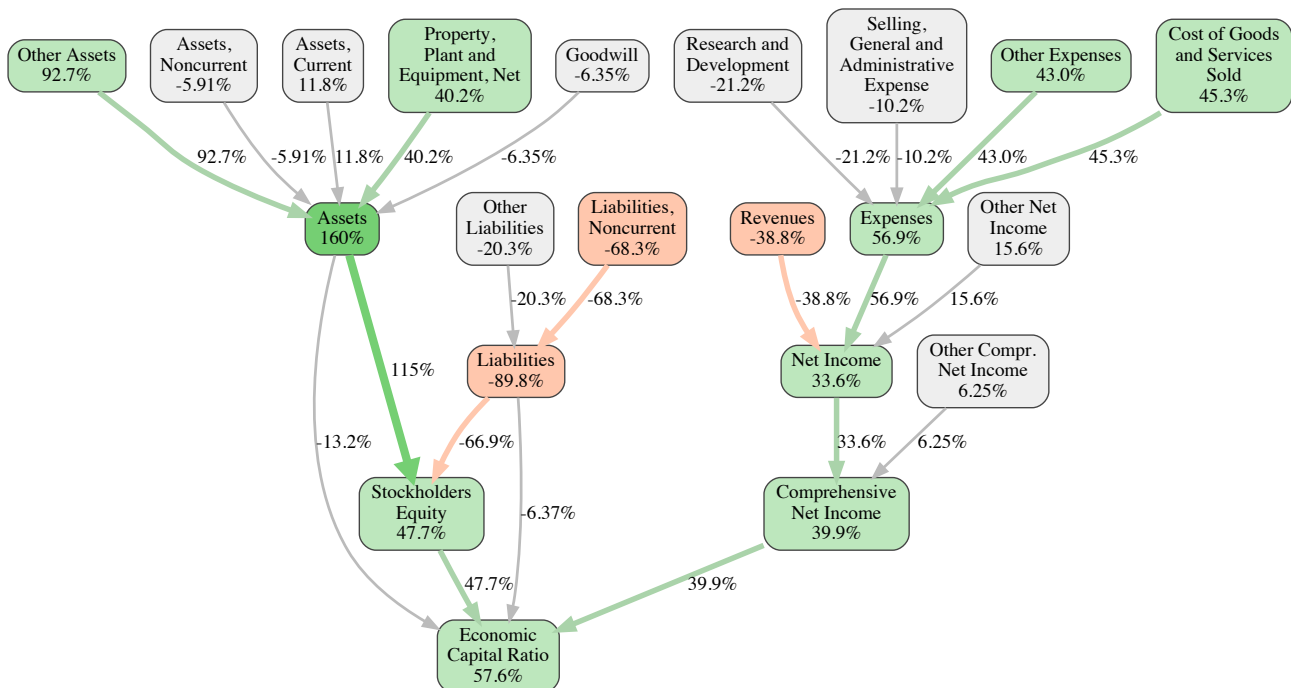 Other Assets
92.7%
Assets,
Noncurrent
-5.91%
Assets,
Current
11.8%
Property,
Plant and
Equipment, Net
40.2%
Goodwill
-6.35%
Research and
Development
-21.2%
Selling,
General and
Administrative
Expense
-10.2%
Other Expenses
43.0%
Cost of Goods
and Services
Sold
45.3%
92.7%
-5.91%
11.8%
40.2%
-6.35%
-21.2%
-10.2%
43.0%
45.3%
Assets
160%
Other
Liabilities
-20.3%
Liabilities,
Noncurrent
-68.3%
Revenues
-38.8%
Expenses
56.9%
Other Net
Income
15.6%
-20.3%
-68.3%
-38.8%
56.9%
15.6%
115%
Liabilities
-89.8%
Net Income
33.6%
Other Compr.
Net Income
6.25%
-13.2%
-66.9%
33.6%
6.25%
Stockholders
Equity
47.7%
-6.37%
Comprehensive
Net Income
39.9%
47.7%
39.9%
Economic
Capital Ratio
57.6%